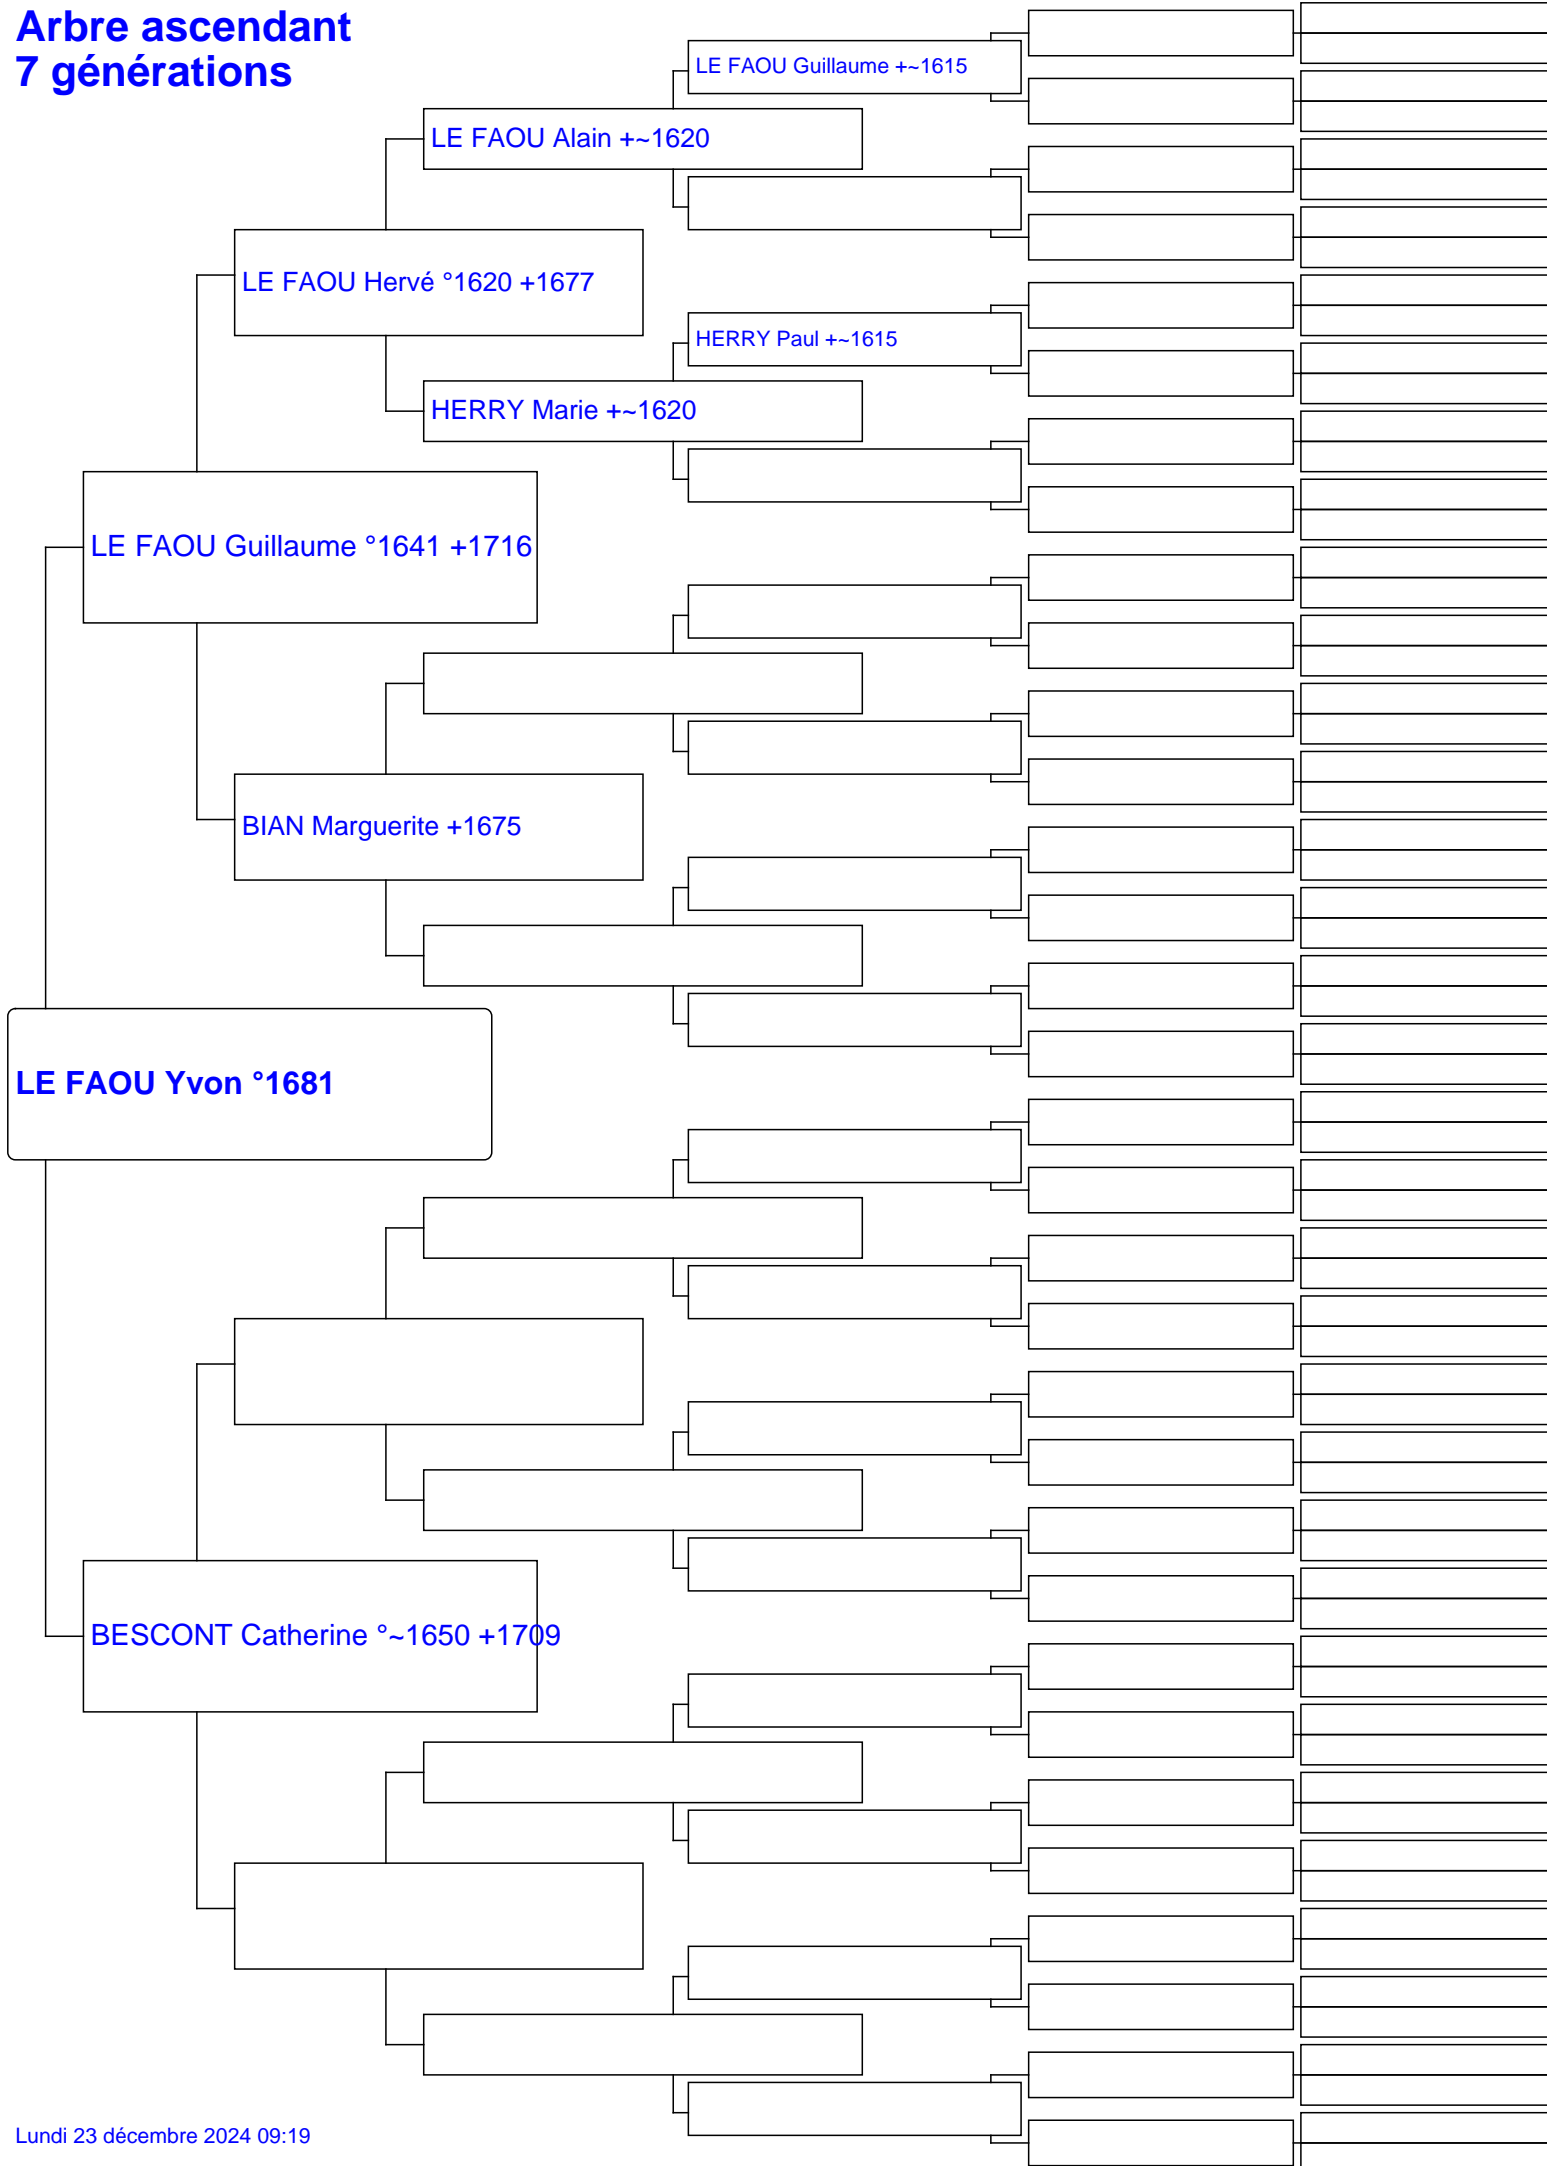 Arbre ascendant
7 générations
LE FAOU Guillaume +~1615
LE FAOU Alain +~1620
LE FAOU Hervé °1620 +1677
HERRY Paul +~1615
HERRY Marie +~1620
LE FAOU Guillaume °1641 +1716
BIAN Marguerite +1675
LE FAOU Yvon °1681
BESCONT Catherine °~1650 +1709
Lundi 23 décembre 2024 09:19